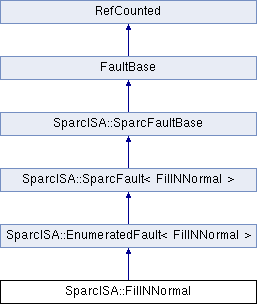 RefCounted
FaultBase
SparcISA::SparcFaultBase
SparcISA::SparcFault< FillNNormal >
SparcISA::EnumeratedFault< FillNNormal >
SparcISA::FillNNormal